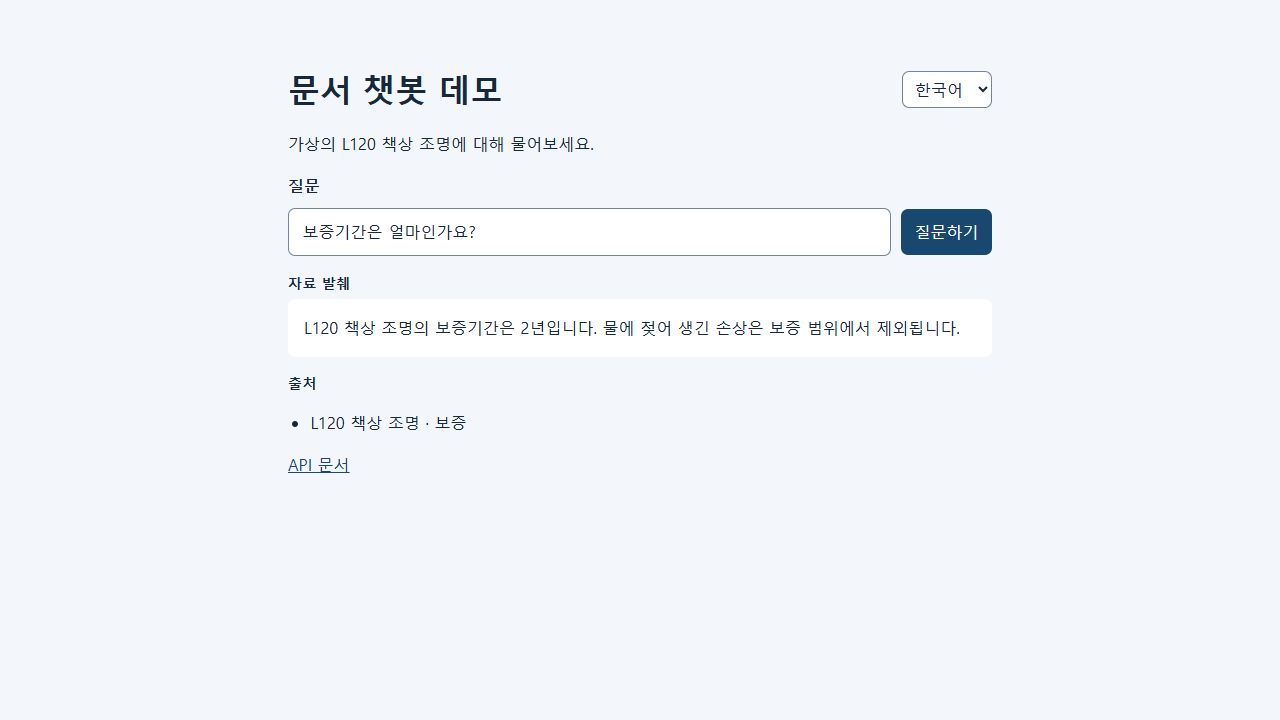 문서 챗봇 데모
한국어
가상의 L120 책상 조명에 대해 물어보세요.
질문
보증기간은 얼마인가요?
질문하기
자료 발췌
L120 책상 조명의 보증기간은 2년입니다. 물에 젖어 생긴 손상은 보증 범위에서 제외됩니다.
출처
• L120 책상 조명 · 보증
API 문서